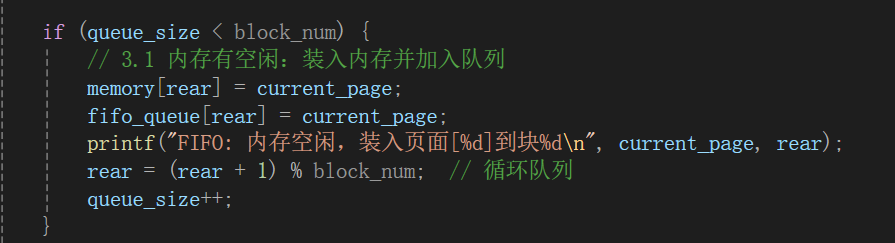 if (queue_size < block_num) {
// 3.1 内存有空闲：装入内存并加入队列
memory[rear] = current_page;
fifo_queue[rear] = current_page;
printf("FIFO: 内存空闲，装入页面[%d]到块%d\n", current_page, rear);
rear = (rear + 1) % block_num;  // 循环队列
queue_size++;
}